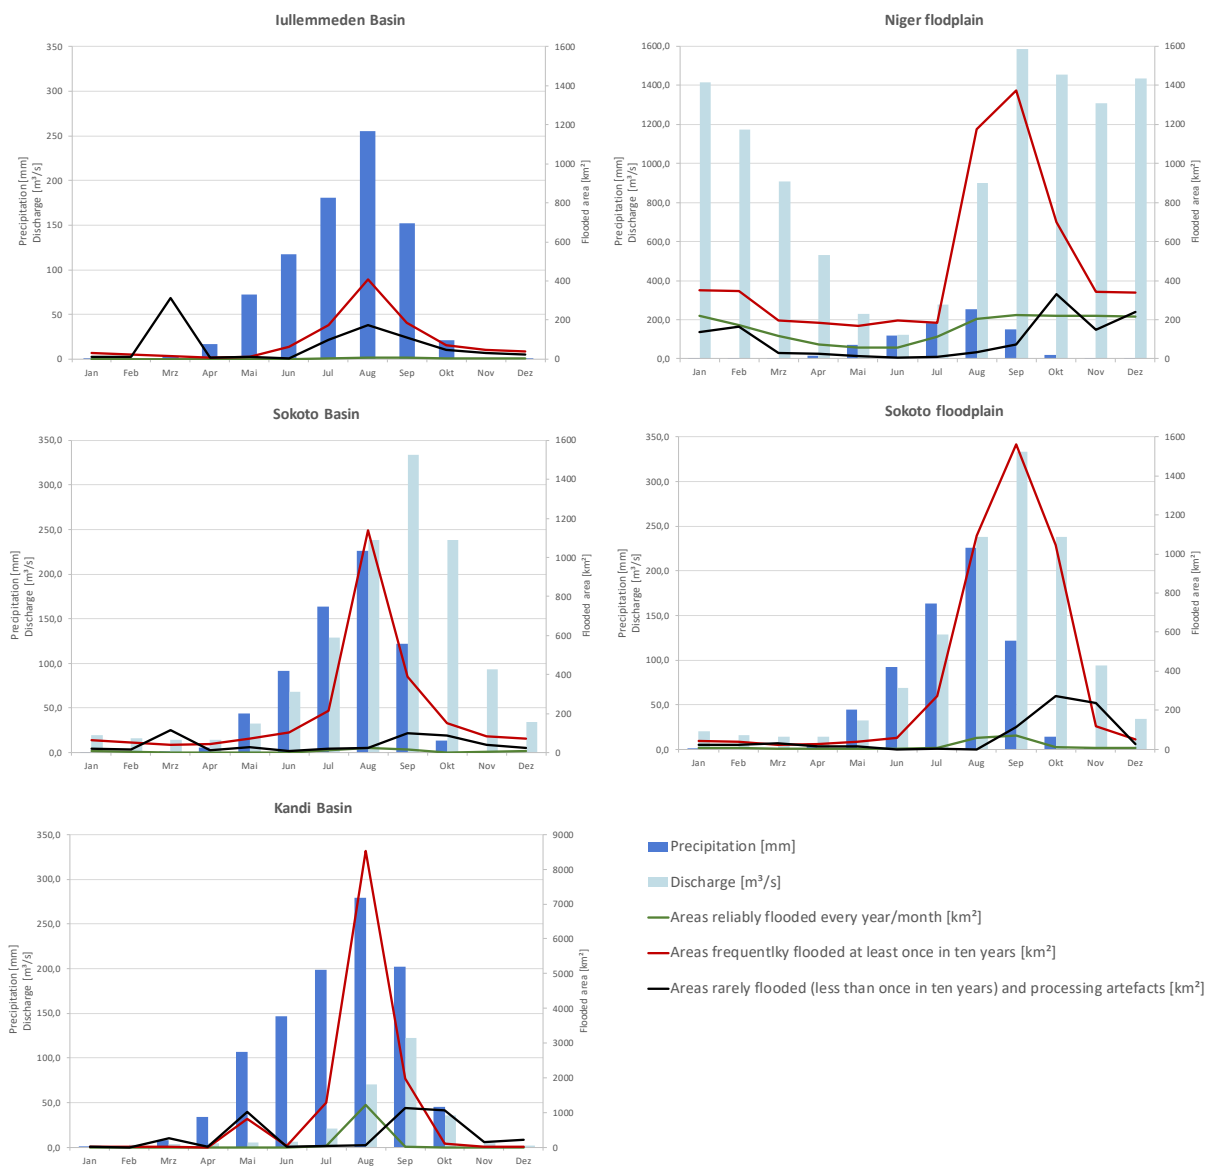 Iullemmeden Basin
350
300
250
200
150
100
50
0
1600
1400
1200
1000
800
600
400
200
0
Precipitation [mm]
Discharge [m³/s]
Flooded area [km²]
Jan Feb Mrz Apr Mai Jun Jul Aug Sep Okt Nov Dez
Niger flodplain
1600,0
1400,0
1200,0
1000,0
800,0
600,0
400,0
200,0
0,0
1600
1400
1200
1000
800
600
400
200
0
Precipitation [mm]
Discharge [m³/s]
Flooded area [km²]
Jan Feb Mrz Apr Mai Jun Jul Aug Sep Okt Nov Dez
Sokoto Basin
350,0
300,0
250,0
200,0
150,0
100,0
50,0
0,0
1600
1400
1200
1000
800
600
400
200
0
Precipitation [mm]
Discharge [m³/s]
Flooded area [km²]
Jan Feb Mrz Apr Mai Jun Jul Aug Sep Okt Nov Dez
Sokoto floodplain
350,0
300,0
250,0
200,0
150,0
100,0
50,0
0,0
1600
1400
1200
1000
800
600
400
200
0
Precipitation [mm]
Discharge [m³/s]
Flooded area [km²]
Jan Feb Mrz Apr Mai Jun Jul Aug Sep Okt Nov Dez
Kandi Basin
350,0
300,0
250,0
200,0
150,0
100,0
50,0
0,0
9000
8000
7000
6000
5000
4000
3000
2000
1000
0
Precipitation [mm]
Discharge [m³/s]
Flooded area [km²]
Jan Feb Mrz Apr Mai Jun Jul Aug Sep Okt Nov Dez
Precipitation [mm]
Discharge [m³/s]
Areas reliably flooded every year/month [km²]
Areas frequentlky flooded at least once in ten years [km²]
Areas rarely flooded (less than once in ten years) and processing artefacts [km²]